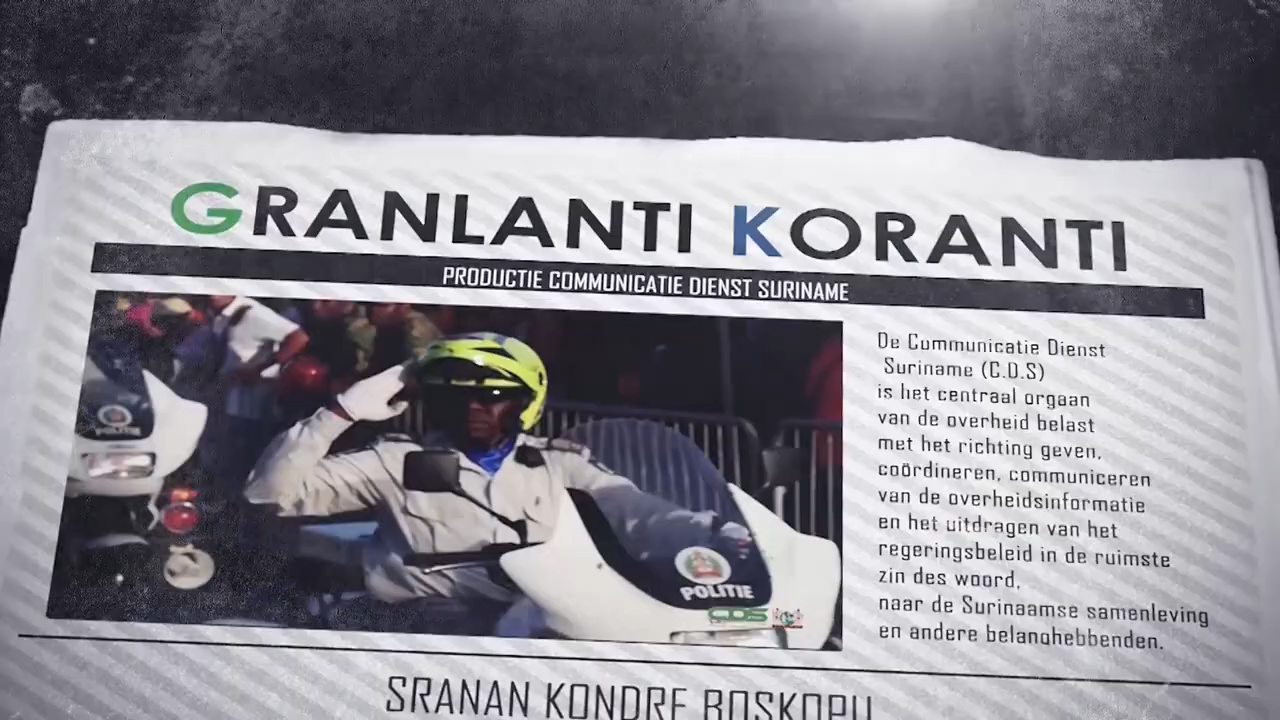 GRANLANTI KORANTI
PRODUCTIE COMMUNICATIE DIENST SURINAME
De Communicatie Dienst
Suriname (C.D.S)
is het centraal orgaan
van de overheid belast
met het richting geven,
coördineren, communiceren
van de overheidsinformatie
en het uitdragen van het
regeringsbeleid in de ruimste
zin des woord,
naar de Surinaamse samenleving
en andere belanghebbenden.
POLITIE
POLITIE
CDS
SRANAN KONDRE BOSKOPU